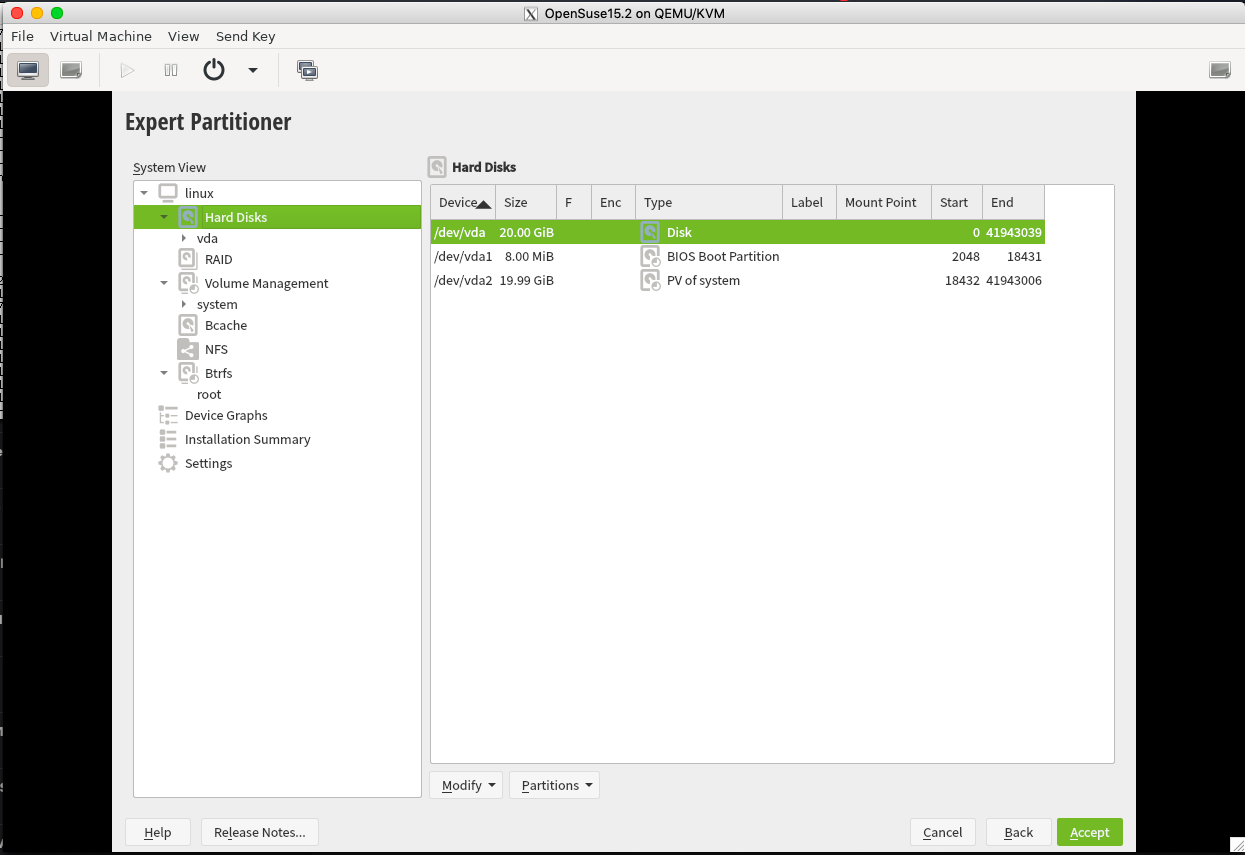 OpenSuse15.2 on QEMU/KVM
File Virtual Machine View Send Key
Expert Partitioner
System View
linux
Hard Disks
vda
RAID
Volume Management
system
Bcache
NFS
Btrfs
root
Device Graphs
Installation Summary
Settings
Hard Disks
Device Size F Enc Type Label Mount Point Start End
/dev/vda 20.00 GiB Disk 0 41943039
/dev/vda1 8.00 MiB BIOS Boot Partition 2048 18431
/dev/vda2 19.99 GiB PV of system 18432 41943006
Modify Partitions
Help Release Notes... Cancel Back Accept